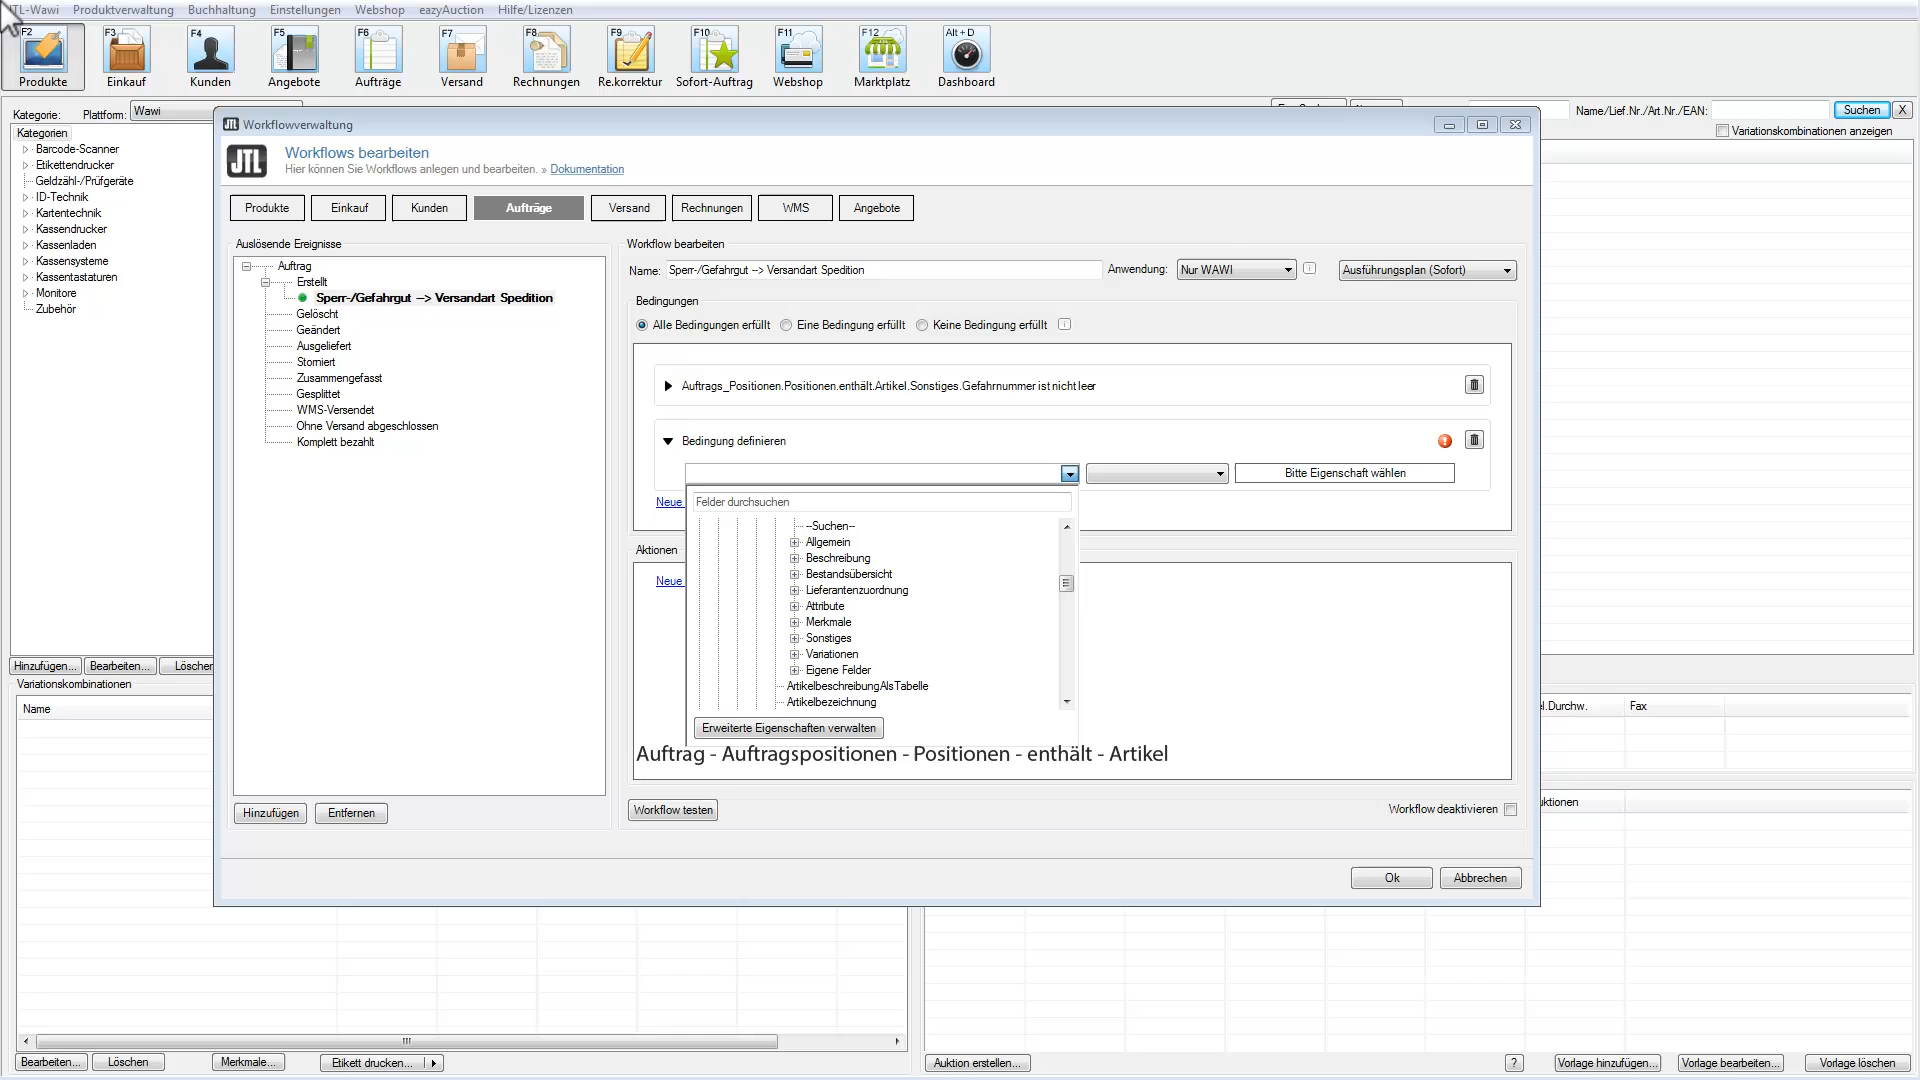 JTL-Wawi Produktverwaltung Buchhaltung Einstellungen Webshop eazyAuction Hilfe/Lizenzen
F2 F3 F4 F5 F6 F7 F8 F9 F10 F11 F12 Alt + D
Produkte Einkauf Kunden Angebote Aufträge Versand Rechnungen Re.korrektur Sofort-Auftrag Webshop Marktplatz Dashboard
Kategorie: Plattform: Wawi
Name/Lief.Nr./Art.Nr./EAN: Suchen X
Variationskombinationen anzeigen
Kategorien
Barcode-Scanner
Etikettendrucker
Geldzähl-/Prüfgeräte
ID-Technik
Kartentechnik
Kassendrucker
Kassenladen
Kassensysteme
Kassentastaturen
Monitore
Zubehör
Hinzufügen... Bearbeiten... Löschen
Variationskombinationen
Name
JTL Workflowverwaltung
JTL
Workflows bearbeiten
Hier können Sie Workflows anlegen und bearbeiten. » Dokumentation
Produkte Einkauf Kunden Aufträge Versand Rechnungen WMS Angebote
Auslösende Ereignisse
Auftrag
Erstellt
Sperr-/Gefahrgut --> Versandart Spedition
Gelöscht
Geändert
Ausgeliefert
Storniert
Zusammengefasst
Gesplittet
WMS-Versendet
Ohne Versand abgeschlossen
Komplett bezahlt
Hinzufügen Entfernen
Workflow bearbeiten
Name: Sperr-/Gefahrgut --> Versandart Spedition Anwendung: Nur WAWI Ausführungsplan (Sofort)
Bedingungen
Alle Bedingungen erfüllt Eine Bedingung erfüllt Keine Bedingung erfüllt
Auftrags_Positionen.Positionen.enthält.Artikel.Sonstiges.Gefahrnummer ist nicht leer
Bedingung definieren
Bitte Eigenschaft wählen
Neue
Felder durchsuchen
--Suchen--
Allgemein
Beschreibung
Bestandsübersicht
Lieferantenzuordnung
Attribute
Merkmale
Sonstiges
Variationen
Eigene Felder
ArtikelbeschreibungAlsTabelle
Artikelbezeichnung
Erweiterte Eigenschaften verwalten
Aktionen
Neue
Auftrag - Auftragspositionen - Positionen - enthält - Artikel
Workflow testen Workflow deaktivieren
Ok Abbrechen
l.Durchw. Fax
Bearbeiten... Löschen Merkmale... Etikett drucken...
Auktion erstellen... ? Vorlage hinzufügen... Vorlage bearbeiten... Vorlage löschen